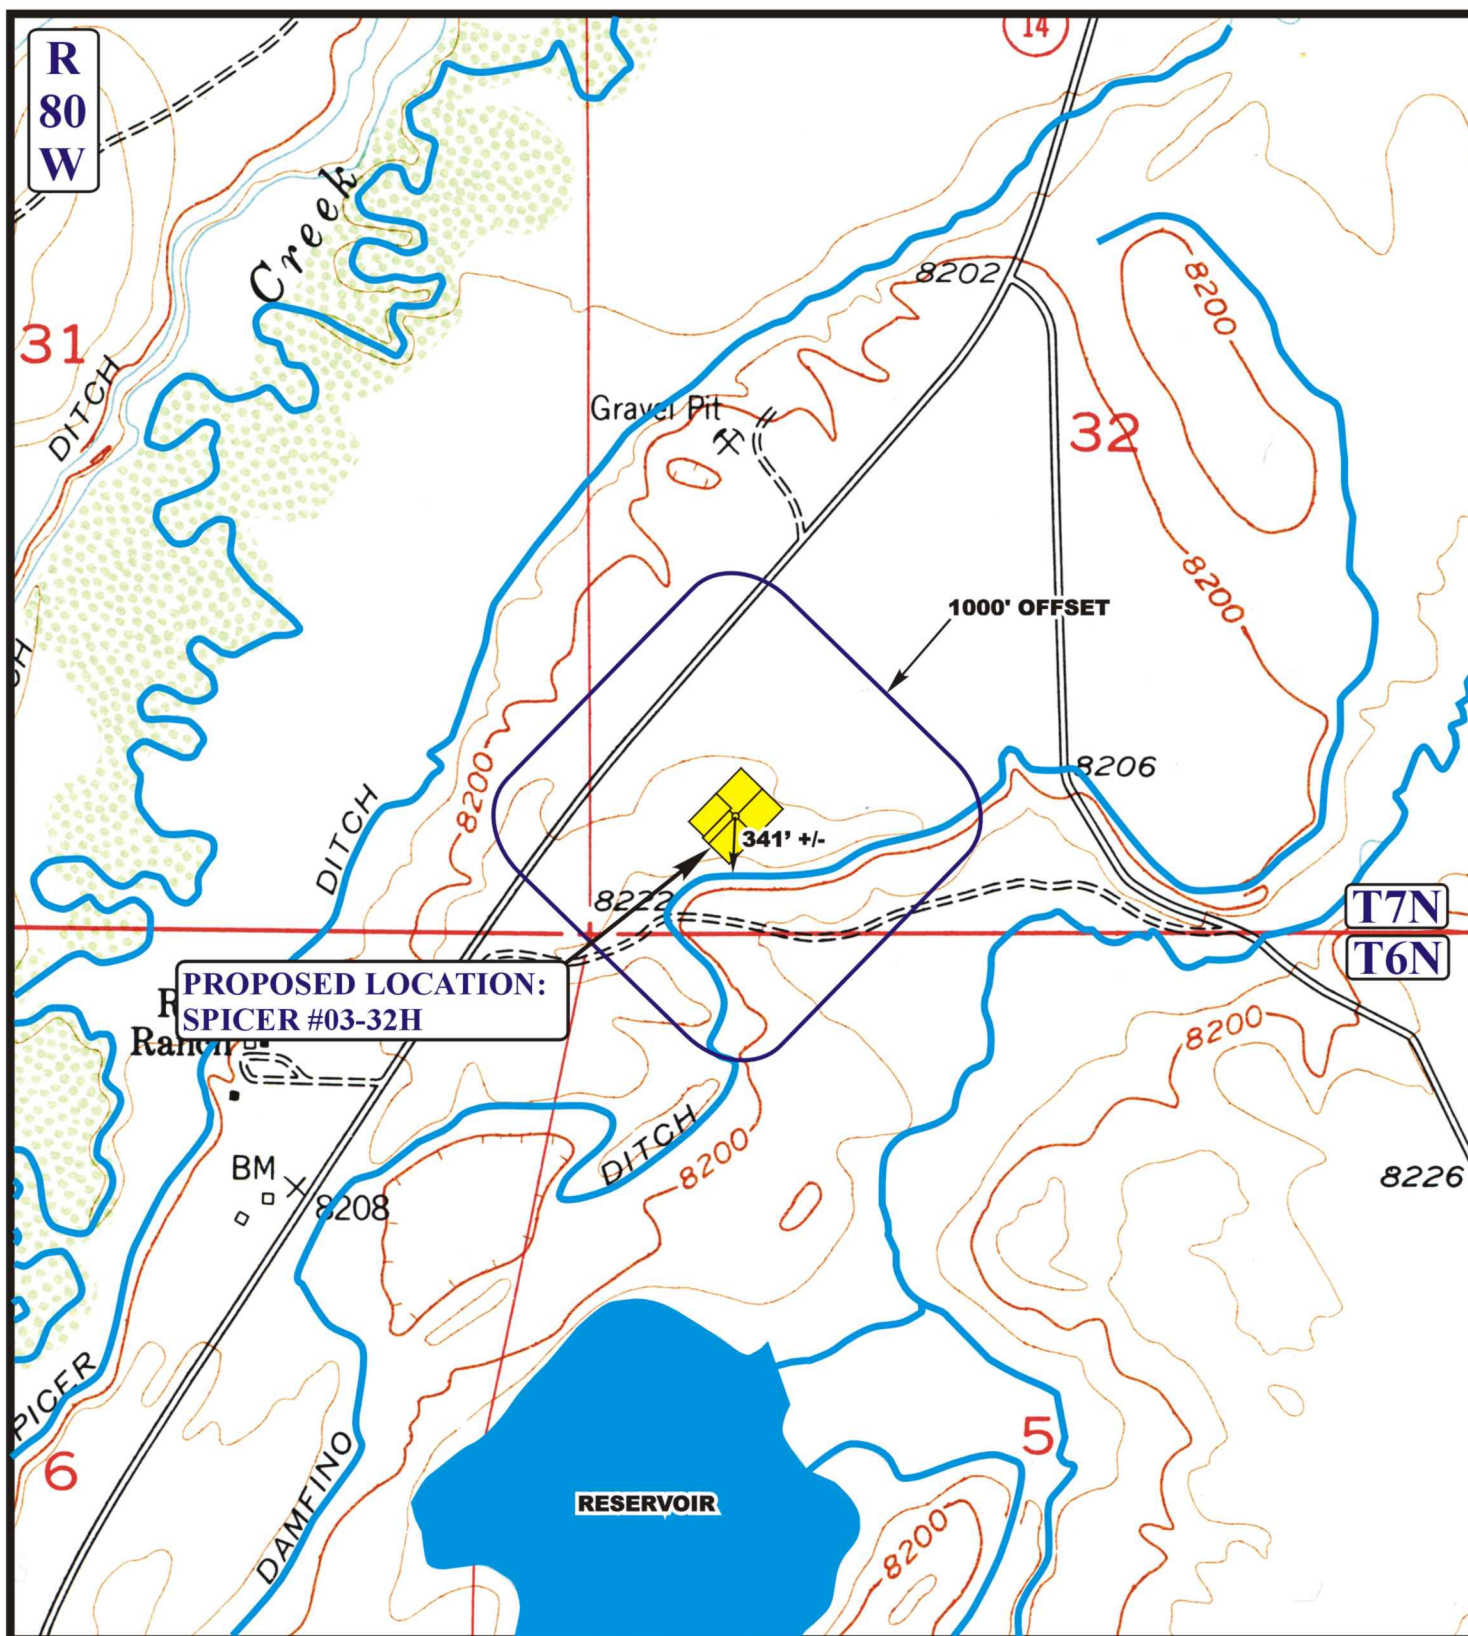 14
R
80
W
Creek
8202
8200
31
DITCH
Gravel Pit
32
8200
1000' OFFSET
8200
8206
DITCH
341' +/-
8222
T7N
T6N
PROPOSED LOCATION:
SPICER #03-32H
Ranch
8200
DITCH
8200
BM
8208
8226
PICER
6
DAMFINO
5
RESERVOIR
8200